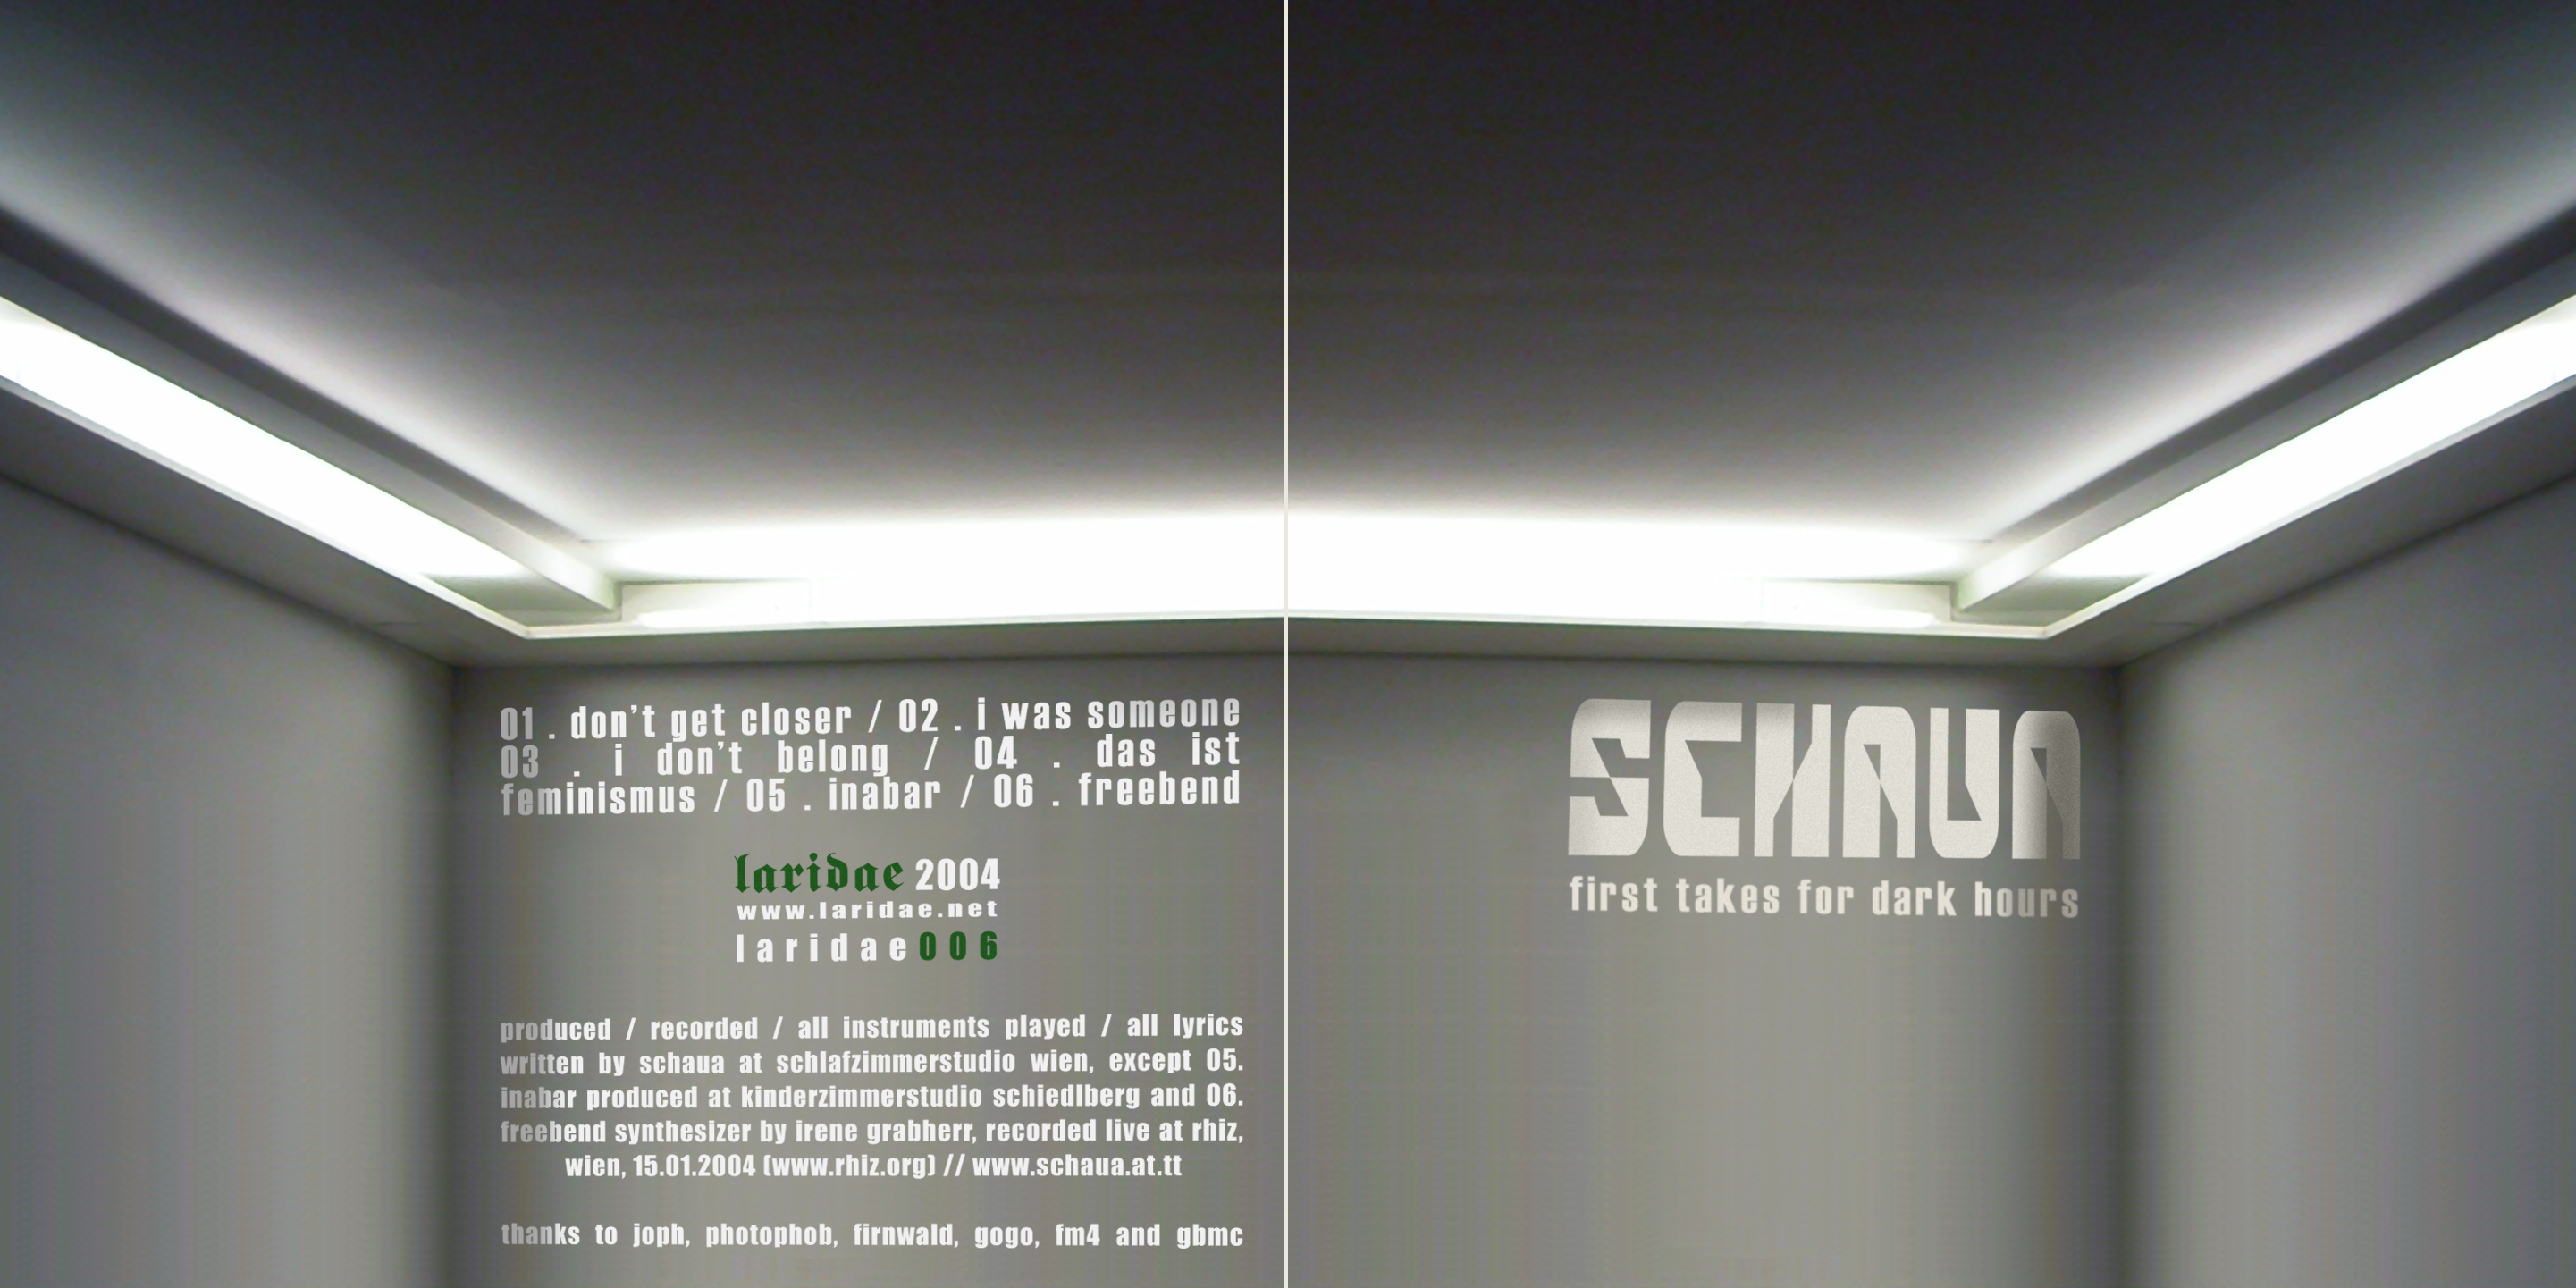 01 . don't get closer / 02 . i was someone
03 . i don't belong / 04 . das ist
feminismus / 05 . inabar / 06 . freebend
laridae 2004
www.laridae.net
laridae 006
produced / recorded / all instruments played / all lyrics
written by schaua at schlafzimmerstudio wien, except 05.
inabar produced at kinderzimmerstudio schiedlberg and 06.
freebend synthesizer by irene grabherr, recorded live at rhiz,
wien, 15.01.2004 (www.rhiz.org) // www.schaua.at.tt
thanks to joph, photophob, firnwald, gogo, fm4 and gbmc
SCHAUA
first takes for dark hours